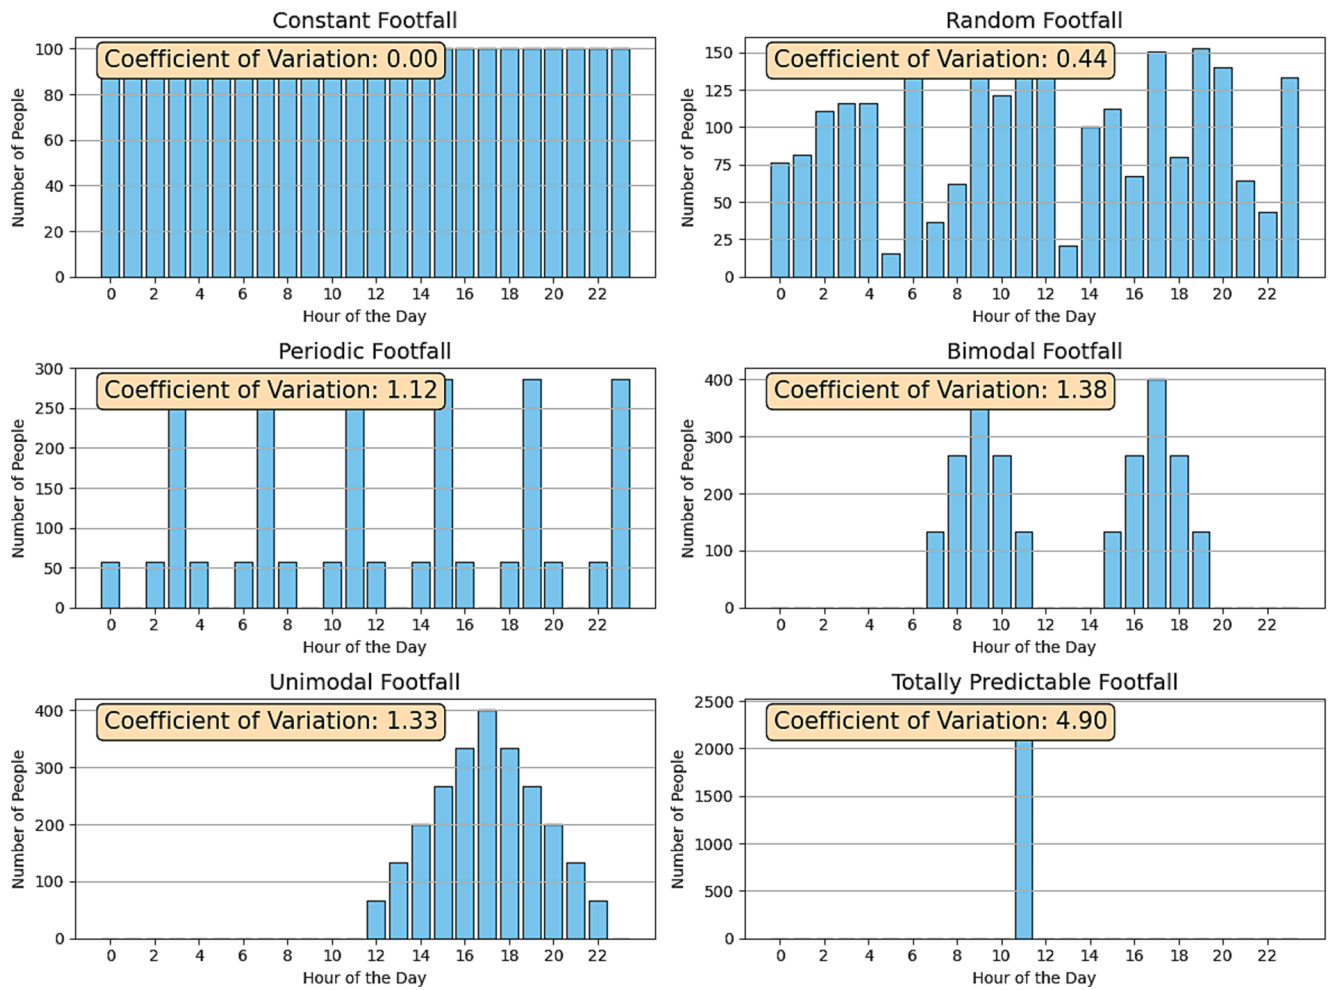 Constant Footfall
Coefficient of Variation: 0.00
100
80
60
40
20
0
Number of People
0 2 4 6 8 10 12 14 16 18 20 22
Hour of the Day
Random Footfall
Coefficient of Variation: 0.44
150
125
100
75
50
25
0
Number of People
0 2 4 6 8 10 12 14 16 18 20 22
Hour of the Day
Periodic Footfall
Coefficient of Variation: 1.12
300
250
200
150
100
50
0
Number of People
0 2 4 6 8 10 12 14 16 18 20 22
Hour of the Day
Bimodal Footfall
Coefficient of Variation: 1.38
400
300
200
100
0
Number of People
0 2 4 6 8 10 12 14 16 18 20 22
Hour of the Day
Unimodal Footfall
Coefficient of Variation: 1.33
400
300
200
100
0
Number of People
0 2 4 6 8 10 12 14 16 18 20 22
Hour of the Day
Totally Predictable Footfall
Coefficient of Variation: 4.90
2500
2000
1500
1000
500
0
Number of People
0 2 4 6 8 10 12 14 16 18 20 22
Hour of the Day